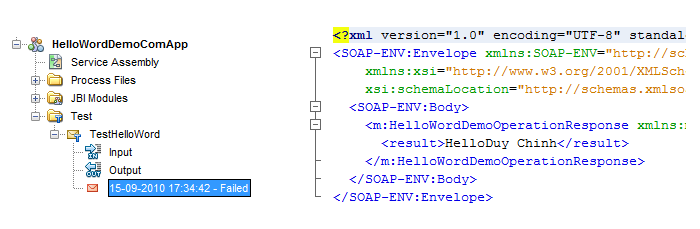 HelloWordDemoComApp
Service Assembly
Process Files
JBI Modules
Test
TestHelloWord
IN Input
OUT Output
15-09-2010 17:34:42 - Failed
<?xml version="1.0" encoding="UTF-8" standal
<SOAP-ENV:Envelope xmlns:SOAP-ENV="http://sc
xmlns:xsi="http://www.w3.org/2001/XMLSch
xsi:schemaLocation="http://schemas.xmlso
<SOAP-ENV:Body>
<m:HelloWordDemoOperationResponse xmlns:
<result>HelloDuy Chinh</result>
</m:HelloWordDemoOperationResponse>
</SOAP-ENV:Body>
</SOAP-ENV:Envelope>